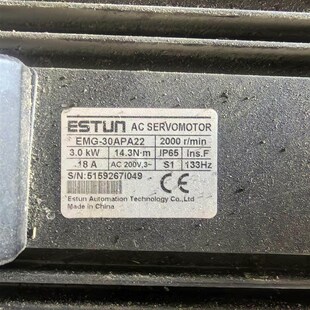 ESTUN AC SERVOMOTOR
EMG-30APA22 2000 r/min
3.0 kW 14.3N·m IP65 Ins.F
18 A AC 200V,3~ S1 133Hz
S/N:5159267I049 CE
Estun Automation Technology Co.,Ltd
Made in China